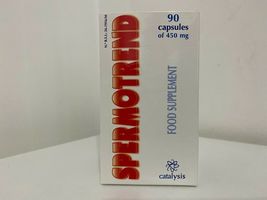 SPERMOTREND
90
capsules
of 450 mg
FOOD SUPPLEMENT
catalysis